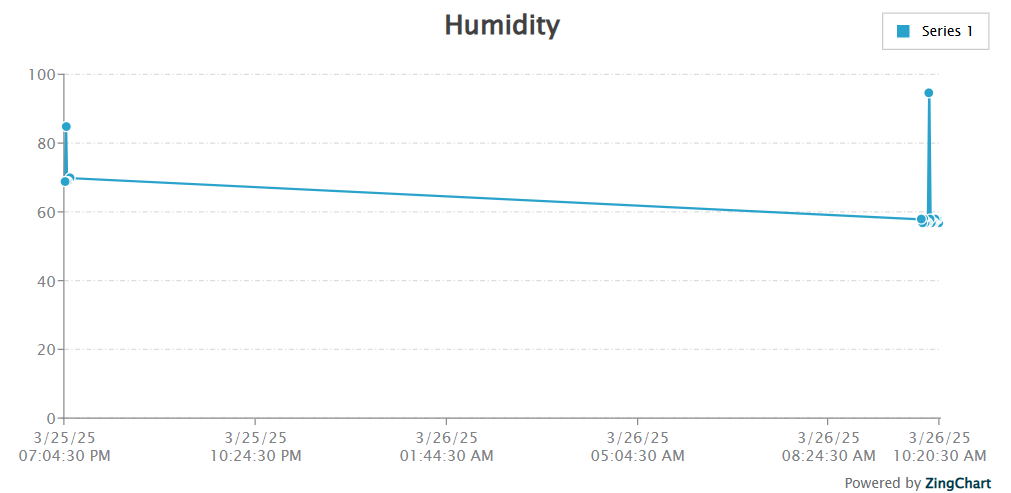 Humidity
Series 1
100
80
60
40
20
0
3/25/25 3/25/25 3/26/25 3/26/25 3/26/25 3/26/25
07:04:30 PM 10:24:30 PM 01:44:30 AM 05:04:30 AM 08:24:30 AM 10:20:30 AM
Powered by ZingChart